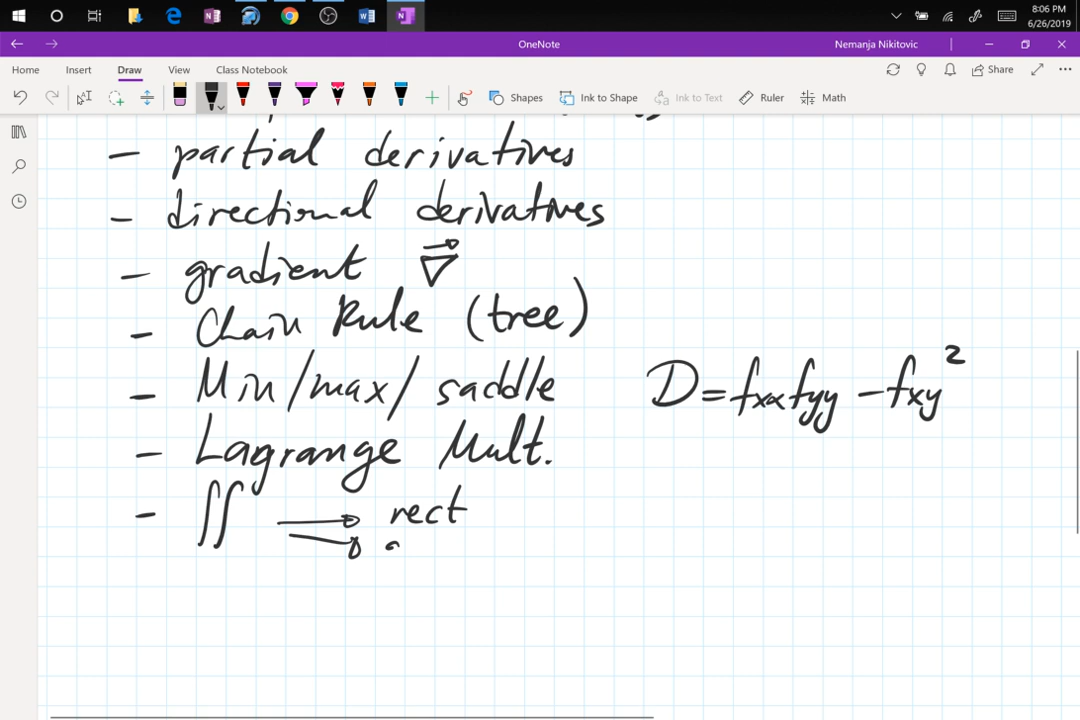 8:06 PM
6/26/2019
OneNote
Nemanja Nikitovic
Home Insert Draw View Class Notebook Share
Shapes Ink to Shape Ink to Text Ruler Math
- partial derivatives
- directional derivatives
- gradient ∇⃗
- Chain Rule (tree)
- Min/max/saddle D=fxxfyy-fxy²
- Lagrange Mult.
- ∬ → rect
→